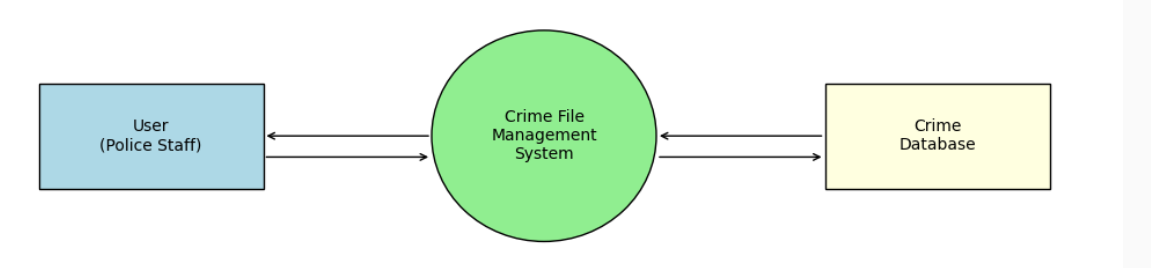 User
(Police Staff)
Crime File
Management
System
Crime
Database